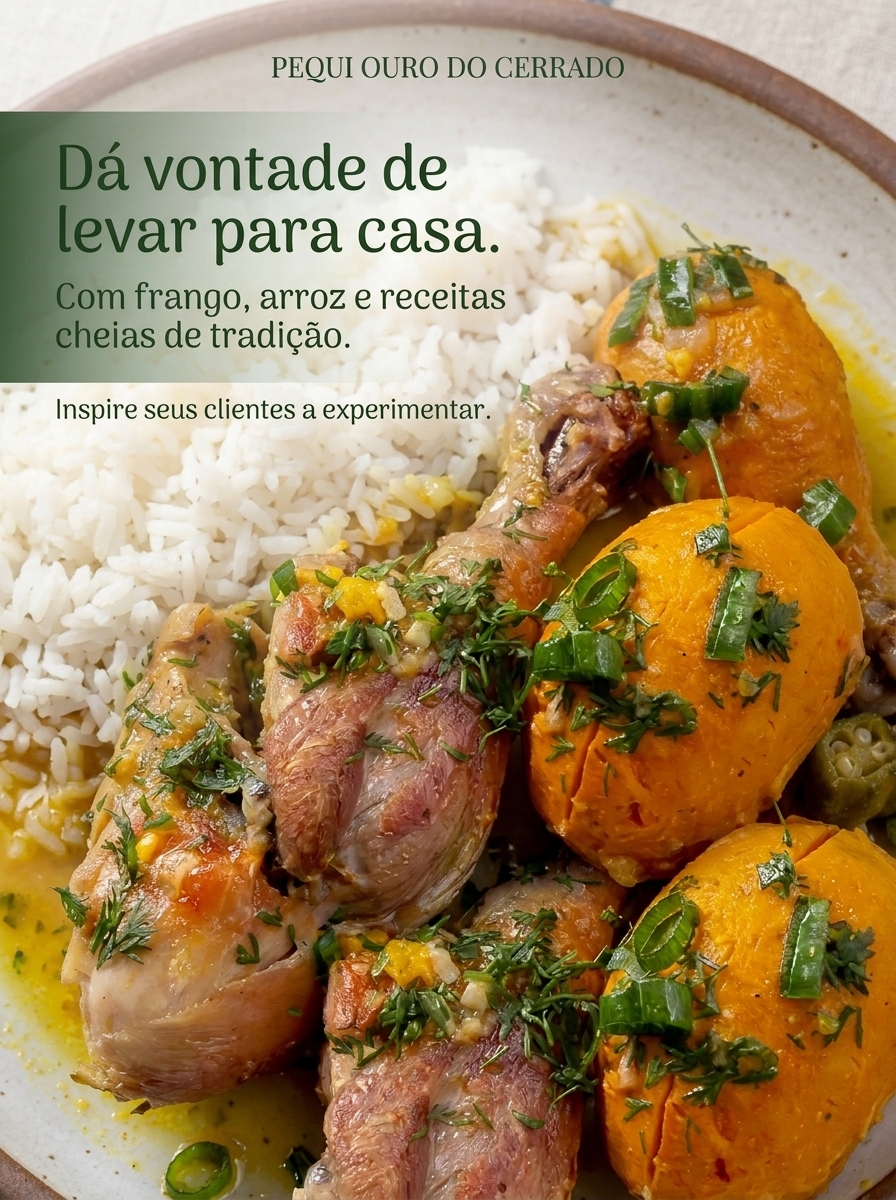 PEQUI OURO DO CERRADO
Dá vontade de
levar para casa.
Com frango, arroz e receitas
cheias de tradição.
Inspire seus clientes a experimentar.